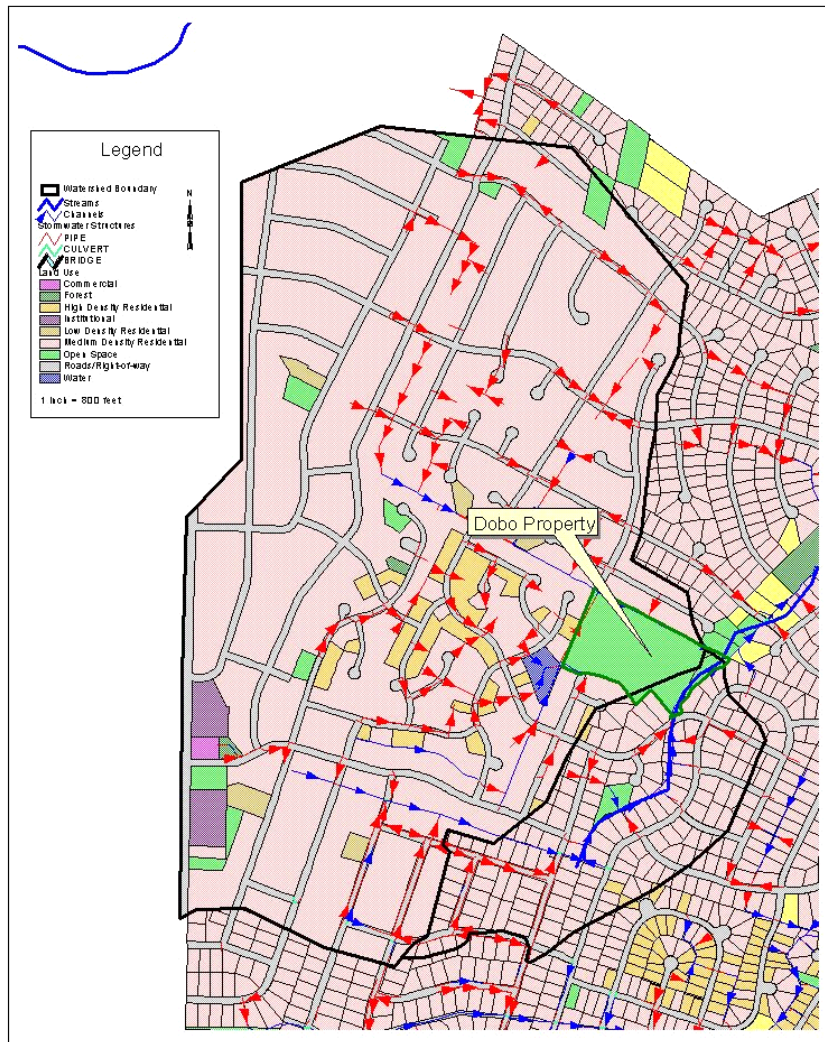 Legend
N
Watershed Boundary
Streams
Channels
Stormwater Structures
PIPE
CULVERT
BRIDGE
Land Use
Commercial
Forest
High Density Residential
Institutional
Low Density Residential
Medium Density Residential
Open Space
Roads/Right-of-way
Water
1 Inch = 800 feet
Dobo Property